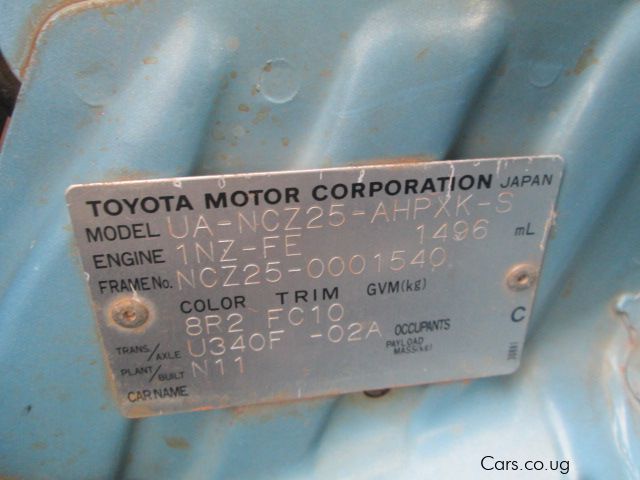 TOYOTA MOTOR CORPORATION JAPAN
MODEL UA-NCZ25-AHPXK-S
ENGINE 1NZ-FE 1496 mL
FRAME No. NCZ25-0001540
COLOR TRIM GVM(kg)
8R2 FC10
TRANS/AXLE U340F -02A OCCUPANTS C
PLANT/BUILT N11 PAYLOAD MASS(kg)
CAR NAME
Cars.co.ug